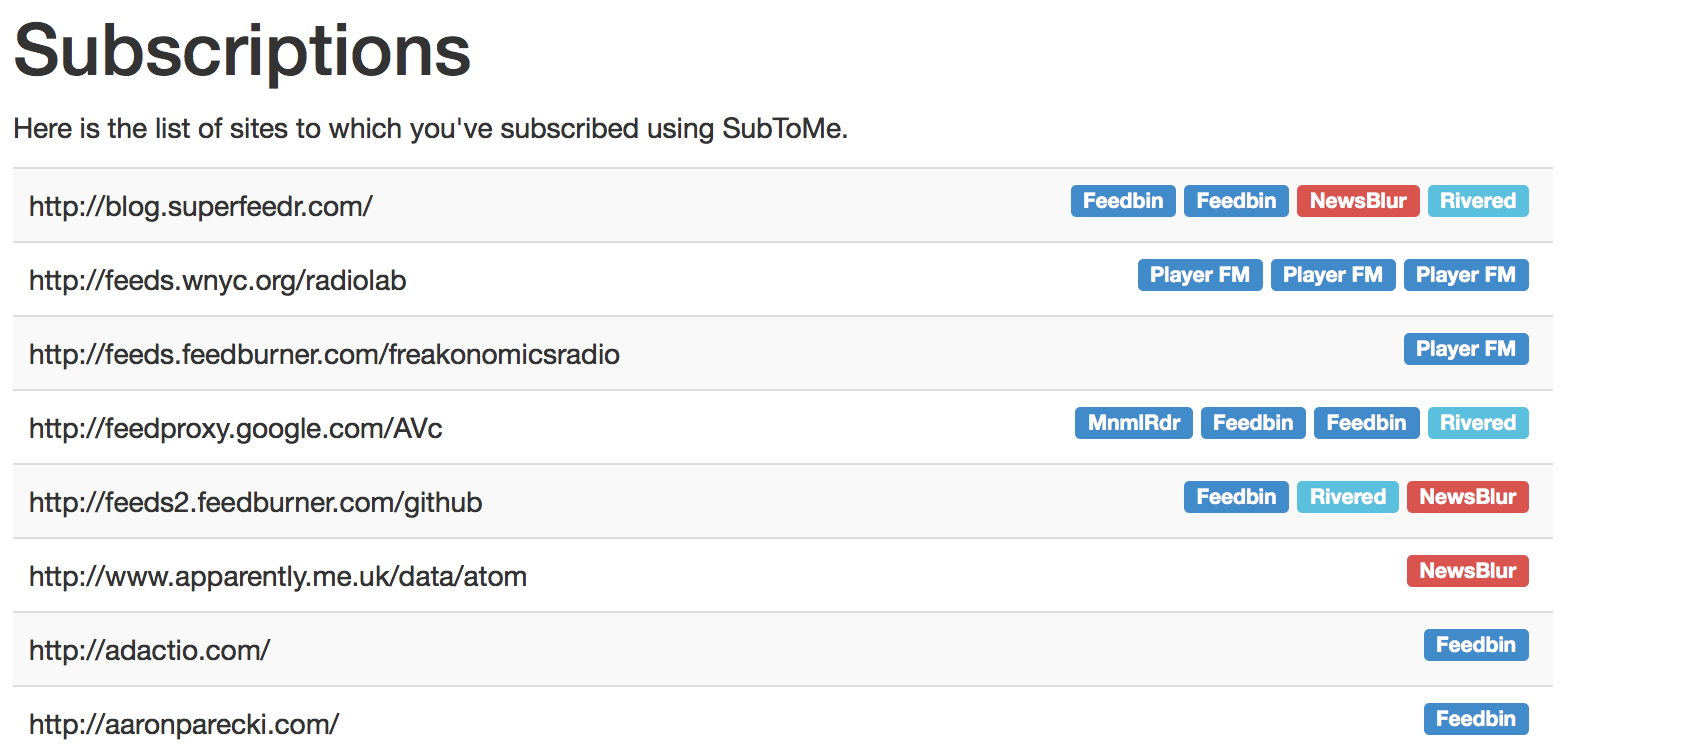 Subscriptions
Here is the list of sites to which you've subscribed using SubToMe.
http://blog.superfeedr.com/ Feedbin Feedbin NewsBlur Rivered
http://feeds.wnyc.org/radiolab Player FM Player FM Player FM
http://feeds.feedburner.com/freakonomicsradio Player FM
http://feedproxy.google.com/AVc MnmlRdr Feedbin Feedbin Rivered
http://feeds2.feedburner.com/github Feedbin Rivered NewsBlur
http://www.apparently.me.uk/data/atom NewsBlur
http://adactio.com/ Feedbin
http://aaronparecki.com/ Feedbin